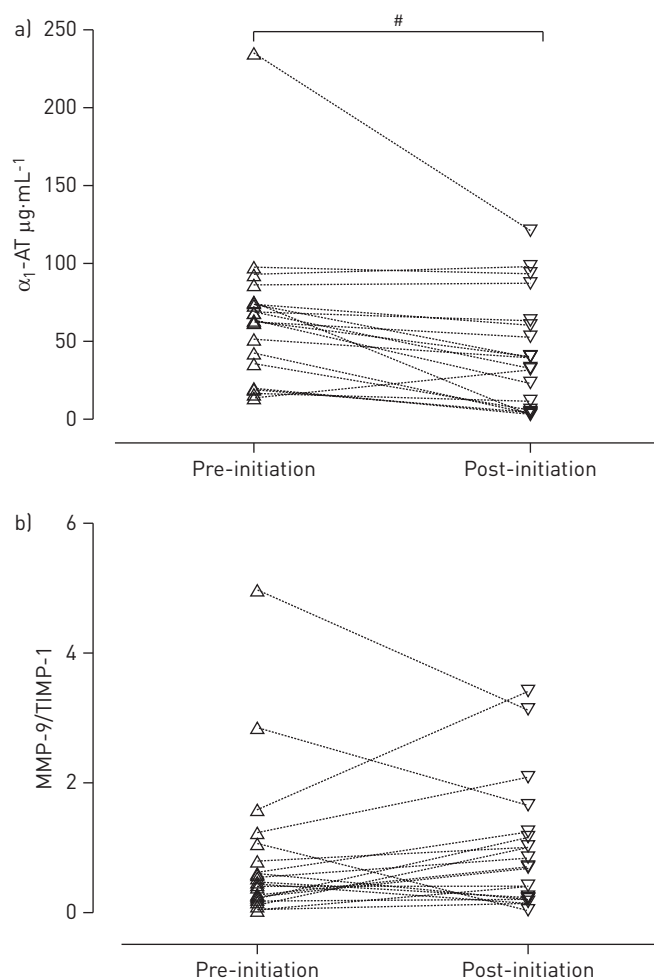 a)
#
250
200
150
100
50
0
α₁-AT µg·mL⁻¹
Pre-initiation
Post-initiation
b)
6
4
2
0
MMP-9/TIMP-1
Pre-initiation
Post-initiation